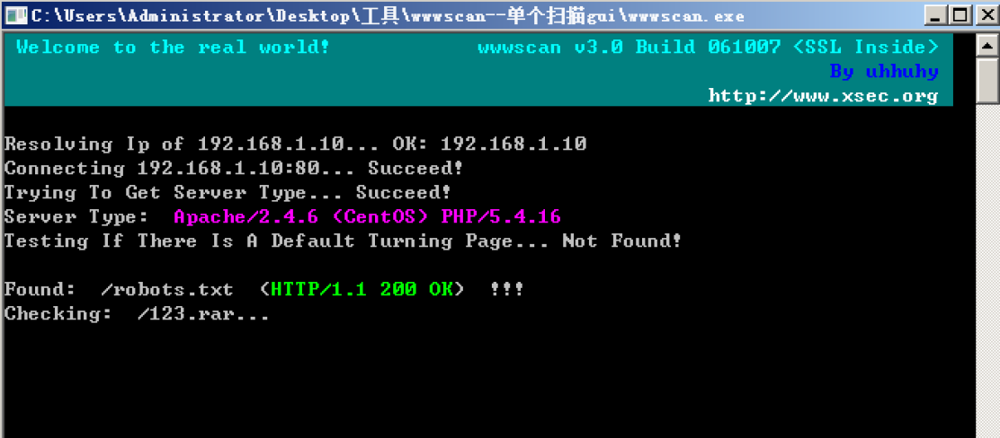 C:\Users\Administrator\Desktop\工具\wwwscan--单个扫描gui\wwwscan.exe
Welcome to the real world! wwwscan v3.0 Build 061007 <SSL Inside>
By uhhuhy
http://www.xsec.org
Resolving Ip of 192.168.1.10... OK: 192.168.1.10
Connecting 192.168.1.10:80... Succeed!
Trying To Get Server Type... Succeed!
Server Type: Apache/2.4.6 (CentOS) PHP/5.4.16
Testing If There Is A Default Turning Page... Not Found!
Found: /robots.txt (HTTP/1.1 200 OK) !!!
Checking: /123.rar...